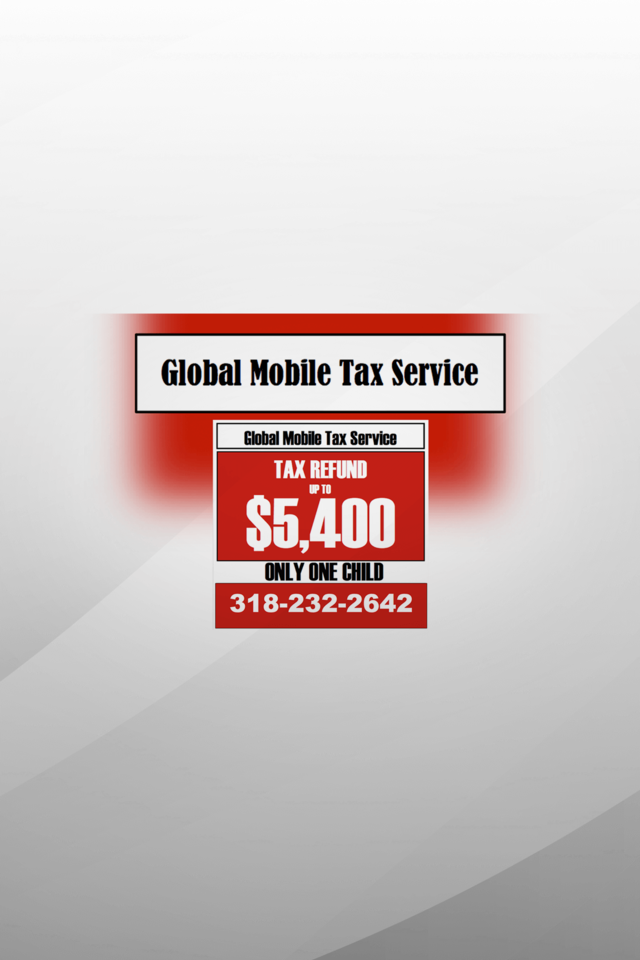 Global Mobile Tax Service
Global Mobile Tax Service
TAX REFUND
UP TO
$5,400
ONLY ONE CHILD
318-232-2642